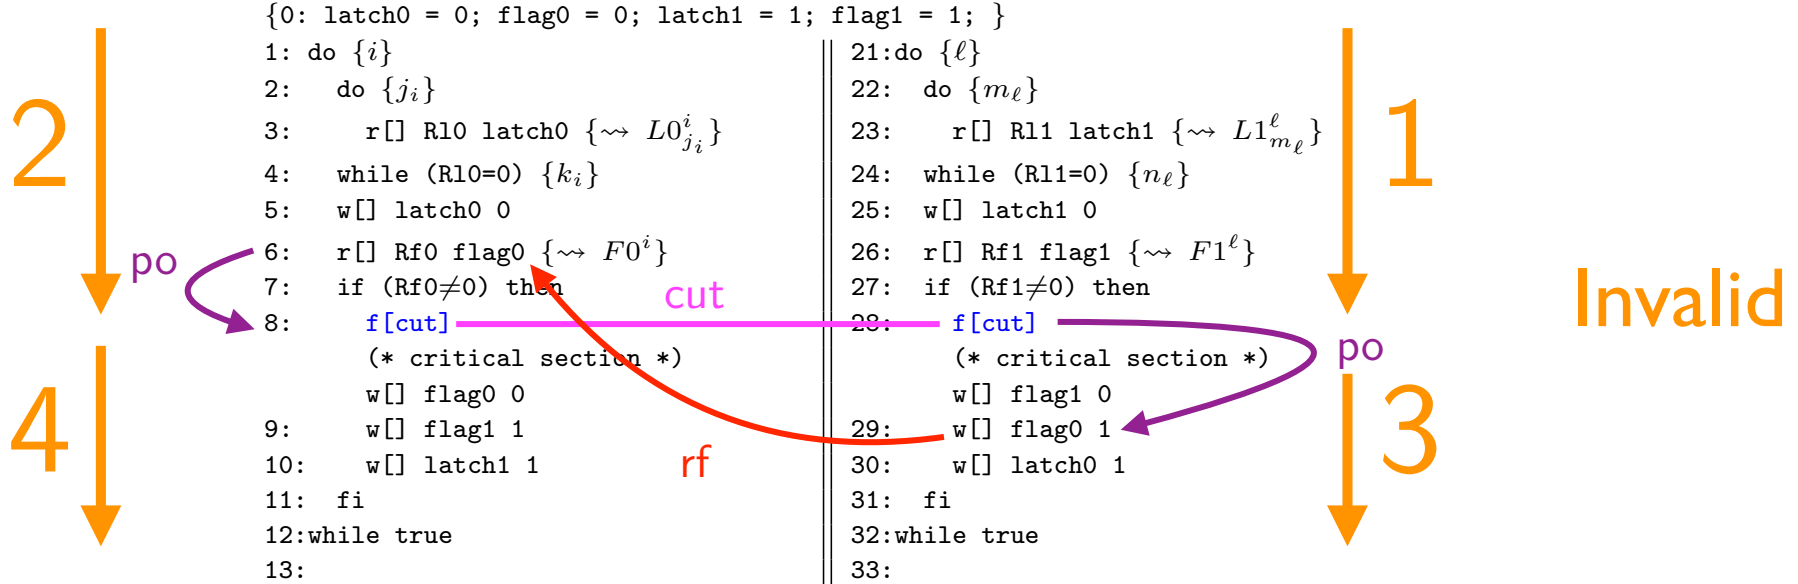 {0: latch0 = 0; flag0 = 0; latch1 = 1; flag1 = 1; }
1: do {i}
2: do {j_i}
3: r[] Rl0 latch0 {⇝ L0^i_{j_i}}
4: while (Rl0=0) {k_i}
5: w[] latch0 0
6: r[] Rf0 flag0 {⇝ F0^i}
7: if (Rf0≠0) then
8: f[cut]
(* critical section *)
w[] flag0 0
9: w[] flag1 1
10: w[] latch1 1
11: fi
12:while true
13:
21:do {ℓ}
22: do {m_ℓ}
23: r[] Rl1 latch1 {⇝ L1^ℓ_{m_ℓ}}
24: while (Rl1=0) {n_ℓ}
25: w[] latch1 0
26: r[] Rf1 flag1 {⇝ F1^ℓ}
27: if (Rf1≠0) then
28: f[cut]
(* critical section *)
w[] flag1 0
29: w[] flag0 1
30: w[] latch0 1
31: fi
32:while true
33:
2
4
po
cut
rf
1
3
po
Invalid